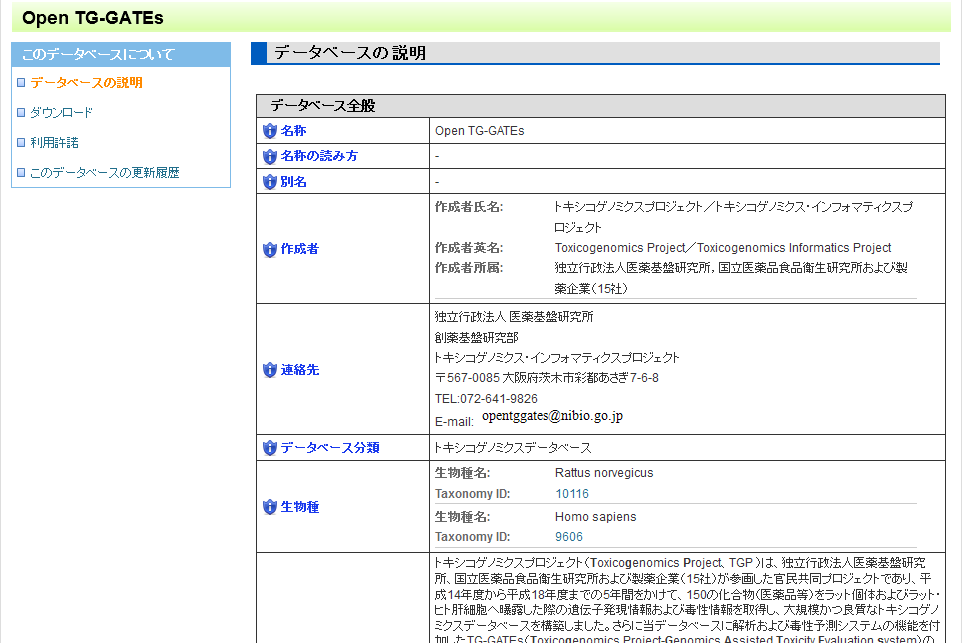 Open TG-GATEs
このデータベースについて
データベースの説明
ダウンロード
利用許諾
このデータベースの更新履歴
データベースの説明
データベース全般
名称
Open TG-GATEs
名称の読み方
-
別名
-
作成者
作成者氏名:
トキシコゲノミクスプロジェクト／トキシコゲノミクス・インフォマティクスプ
ロジェクト
作成者英名:
Toxicogenomics Project／Toxicogenomics Informatics Project
作成者所属:
独立行政法人医薬基盤研究所，国立医薬品食品衛生研究所および製
薬企業（15社）
連絡先
独立行政法人 医薬基盤研究所
創薬基盤研究部
トキシコゲノミクス・インフォマティクスプロジェクト
〒567-0085 大阪府茨木市彩都あさぎ7-6-8
TEL:072-641-9826
E-mail: opentggates@nibio.go.jp
データベース分類
トキシコゲノミクスデータベース
生物種
生物種名: Rattus norvegicus
Taxonomy ID: 10116
生物種名: Homo sapiens
Taxonomy ID: 9606
トキシコゲノミクスプロジェクト（Toxicogenomics Project、TGP ）は、独立行政法人医薬基盤研究
所、国立医薬品食品衛生研究所および製薬企業（15社）が参画した官民共同プロジェクトであり、平
成14年度から平成18年度までの5年間をかけて、150の化合物（医薬品等）をラット個体およびラット・
ヒト肝細胞へ曝露した際の遺伝子発現情報および毒性情報を取得し、大規模かつ良質なトキシコゲノ
ミクスデータベースを構築しました。さらに当データベースに解析および毒性予測システムの機能を付
加したTG-GATEs（Toxicogenomics Project-Genomics Assisted Toxicity Evaluation system）の